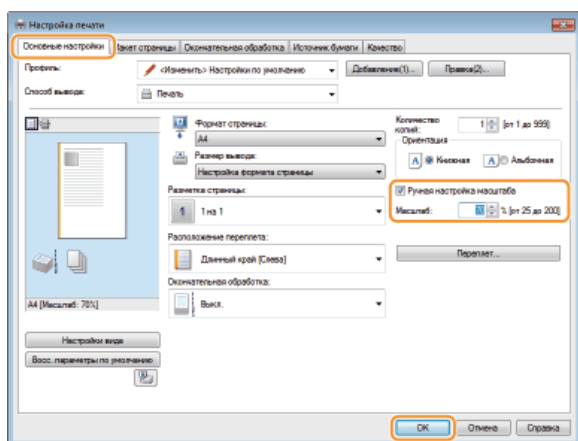 Настройка печати
Основные настройки Макет страницы Окончательная обработка Источник бумаги Качество
Профиль: <Изменить> Настройки по умолчанию Добавление(1)... Правка(2)...
Способ вывода: Печать
Формат страницы:
A4
Размер вывода:
Настройка формата страницы
Разметка страницы:
1 на 1
Расположение переплета:
Длинный край [Слева]
Окончательная обработка:
Выкл.
Количество копий: 1 [от 1 до 999]
Ориентация
A Книжная A Альбомная
Ручная настройка масштаба
Масштаб: 70 % [от 25 до 200]
Переплет...
A4 [Масштаб: 70%]
Настройки вида
Восс. параметры по умолчанию
OK Отмена Справка